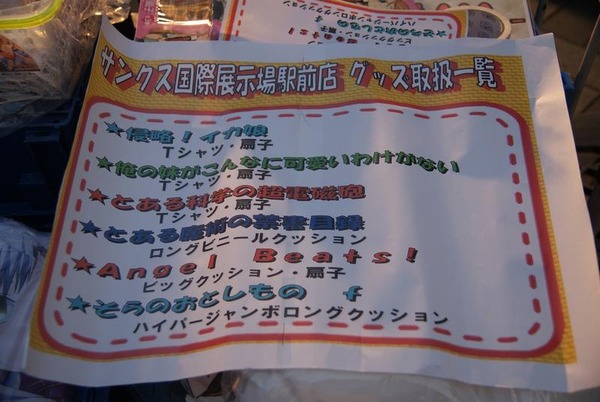 サンクス国際展示場駅前店 グッズ取扱一覧
★侵略！イカ娘
Tシャツ・扇子
★俺の妹がこんなに可愛いわけがない
Tシャツ・扇子
★とある科学の超電磁砲
Tシャツ・扇子
★とある魔術の禁書目録
ロングビニールクッション
★Angel Beats!
ビッグクッション・扇子
★そらのおとしもの f
ハイパージャンボロングクッション